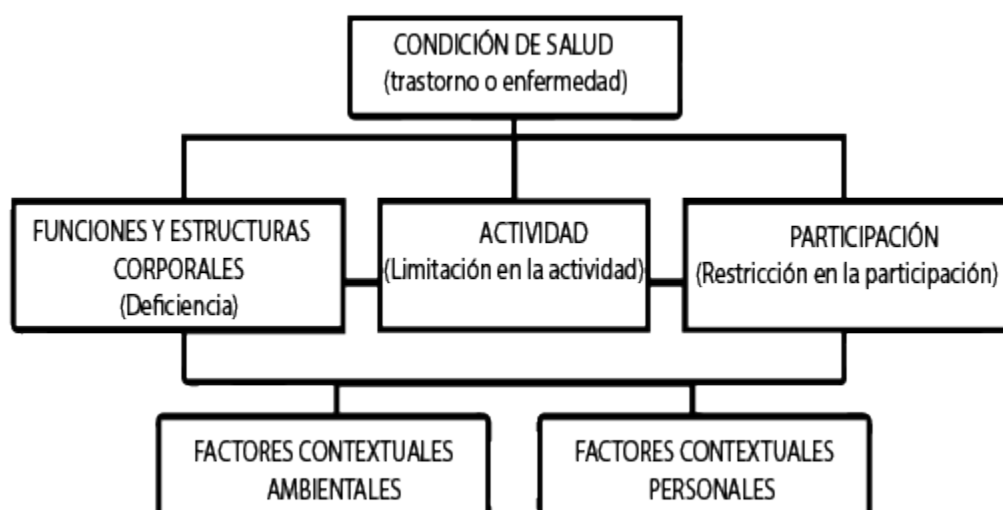 CONDICIÓN DE SALUD
(trastorno o enfermedad)
FUNCIONES Y ESTRUCTURAS
CORPORALES
(Deficiencia)
ACTIVIDAD
(Limitación en la actividad)
PARTICIPACIÓN
(Restricción en la participación)
FACTORES CONTEXTUALES
AMBIENTALES
FACTORES CONTEXTUALES
PERSONALES